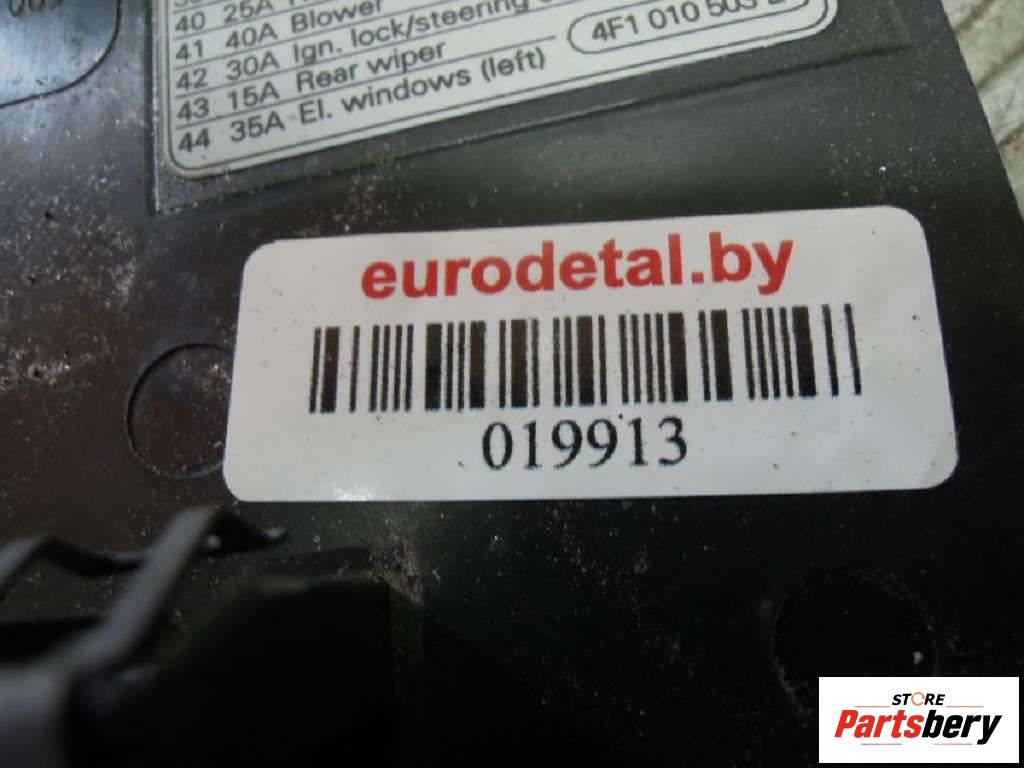 40 25A
41 40A Blower
42 30A Ign. lock/steering
43 15A Rear wiper
44 35A El. windows (left)
4F1 010 503
eurodetal.by
019913
STORE
Partsbery